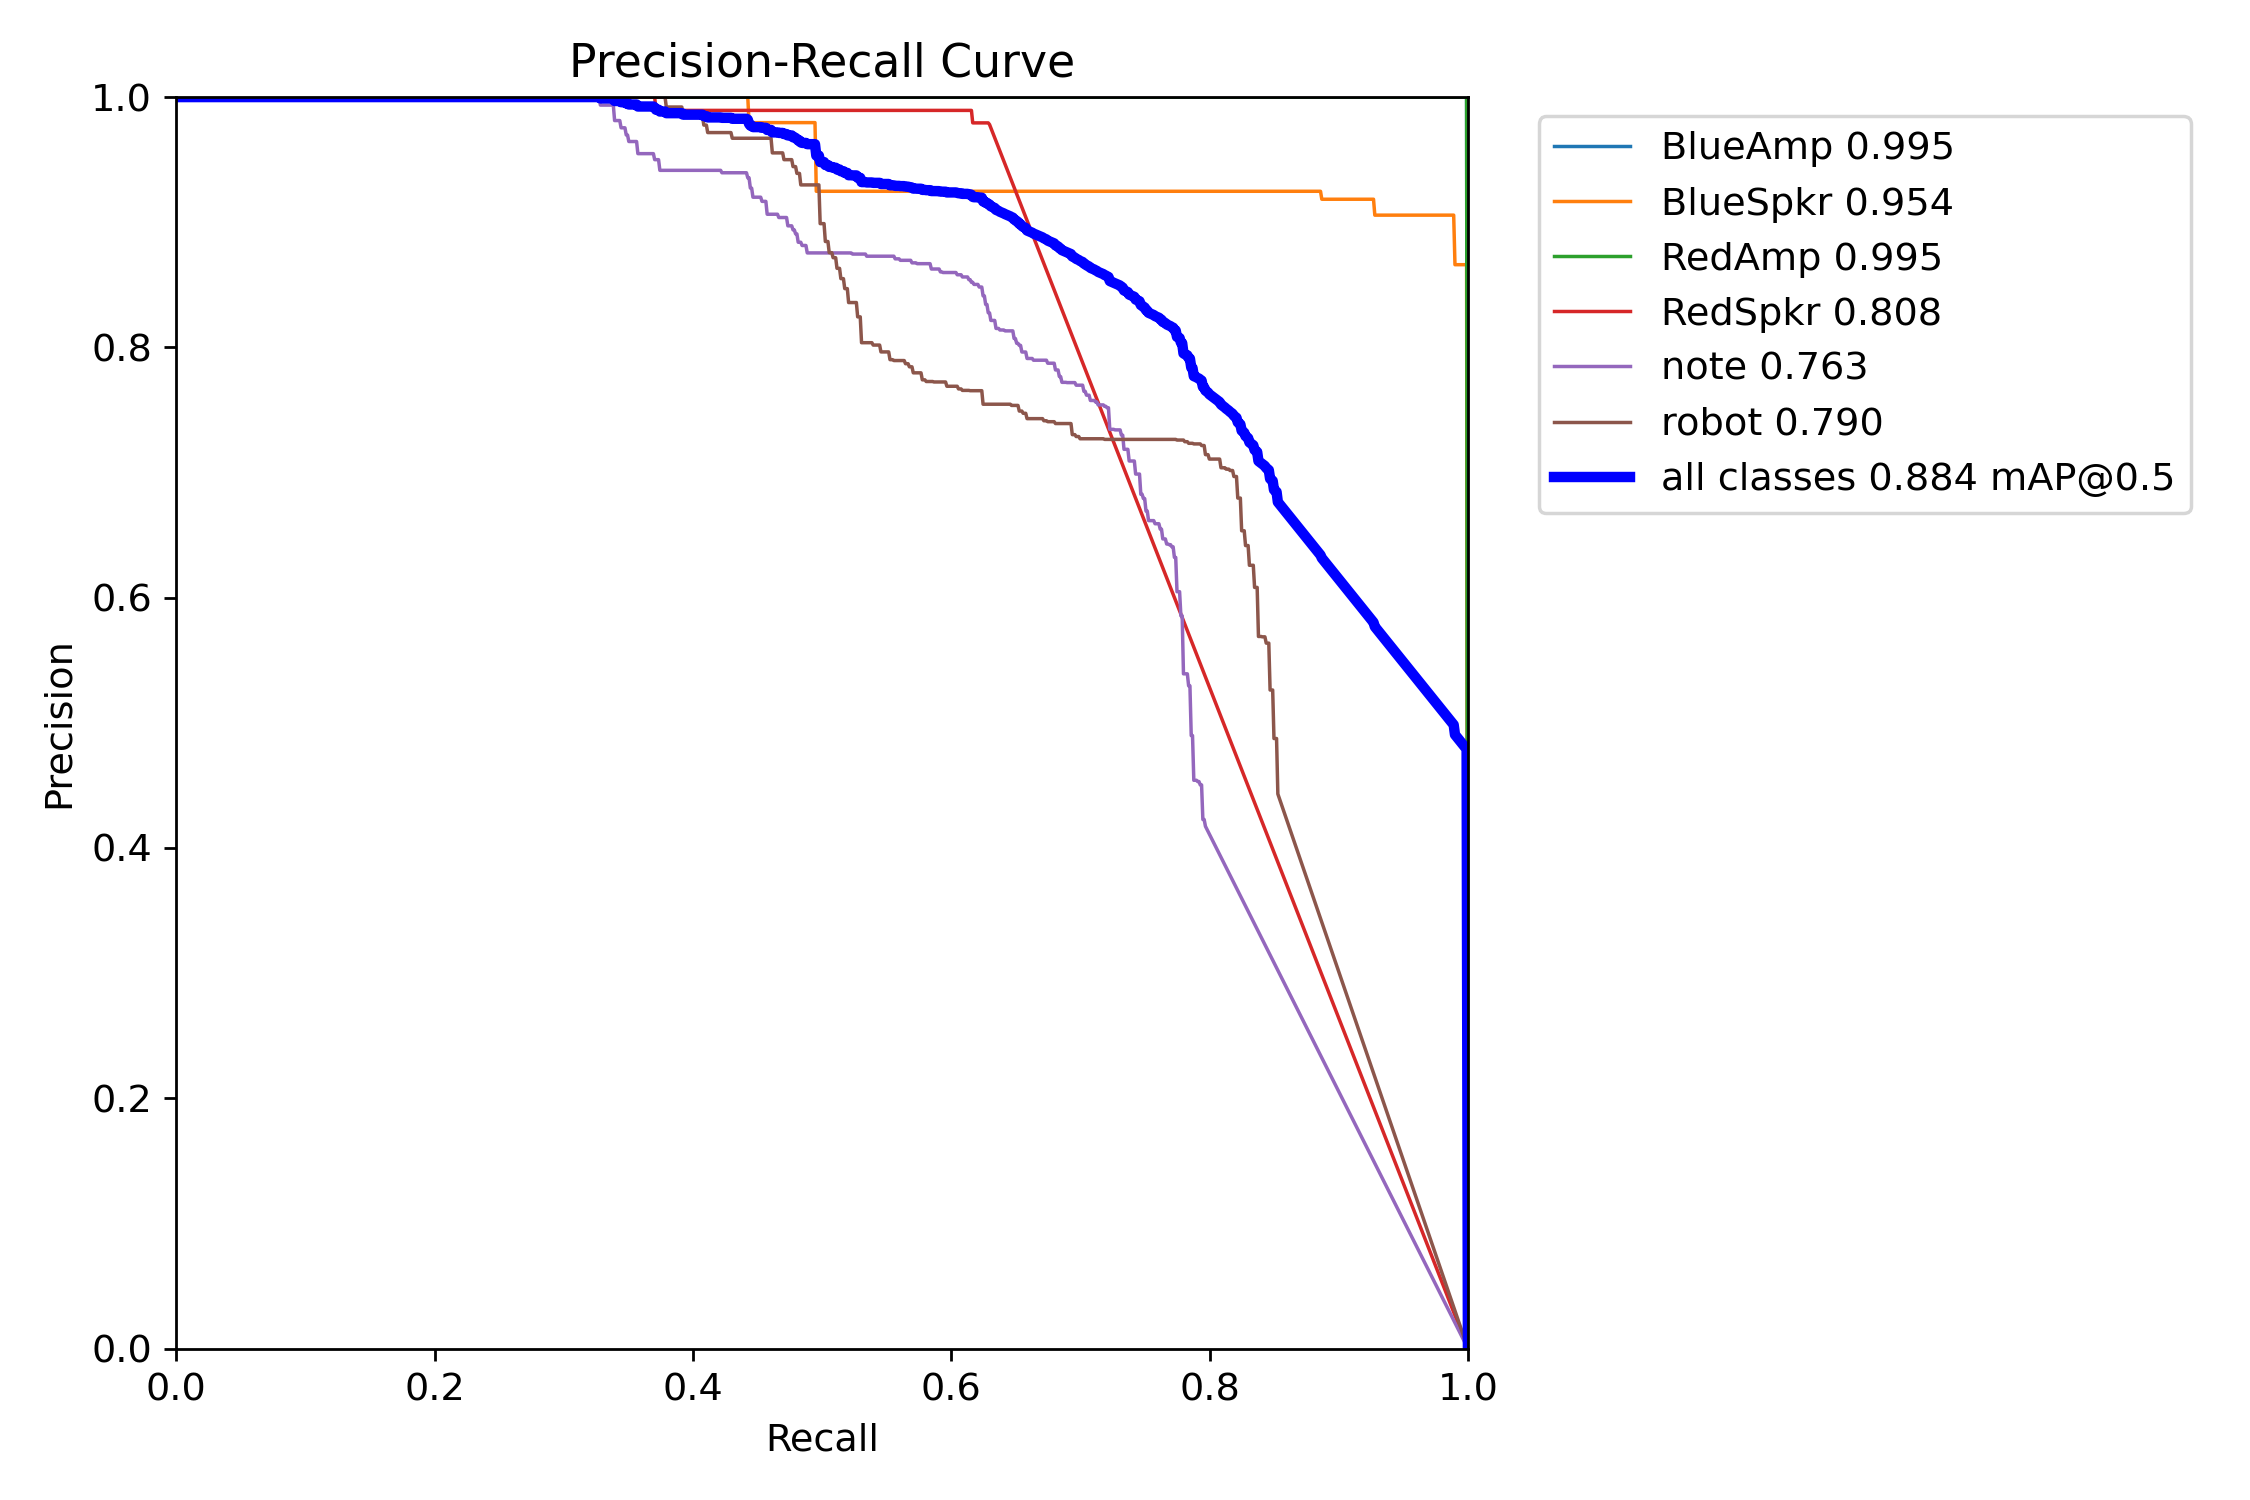 Precision-Recall Curve
1.0
0.8
0.6
0.4
0.2
0.0
Precision
0.0 0.2 0.4 0.6 0.8 1.0
Recall
BlueAmp 0.995
BlueSpkr 0.954
RedAmp 0.995
RedSpkr 0.808
note 0.763
robot 0.790
all classes 0.884 mAP@0.5